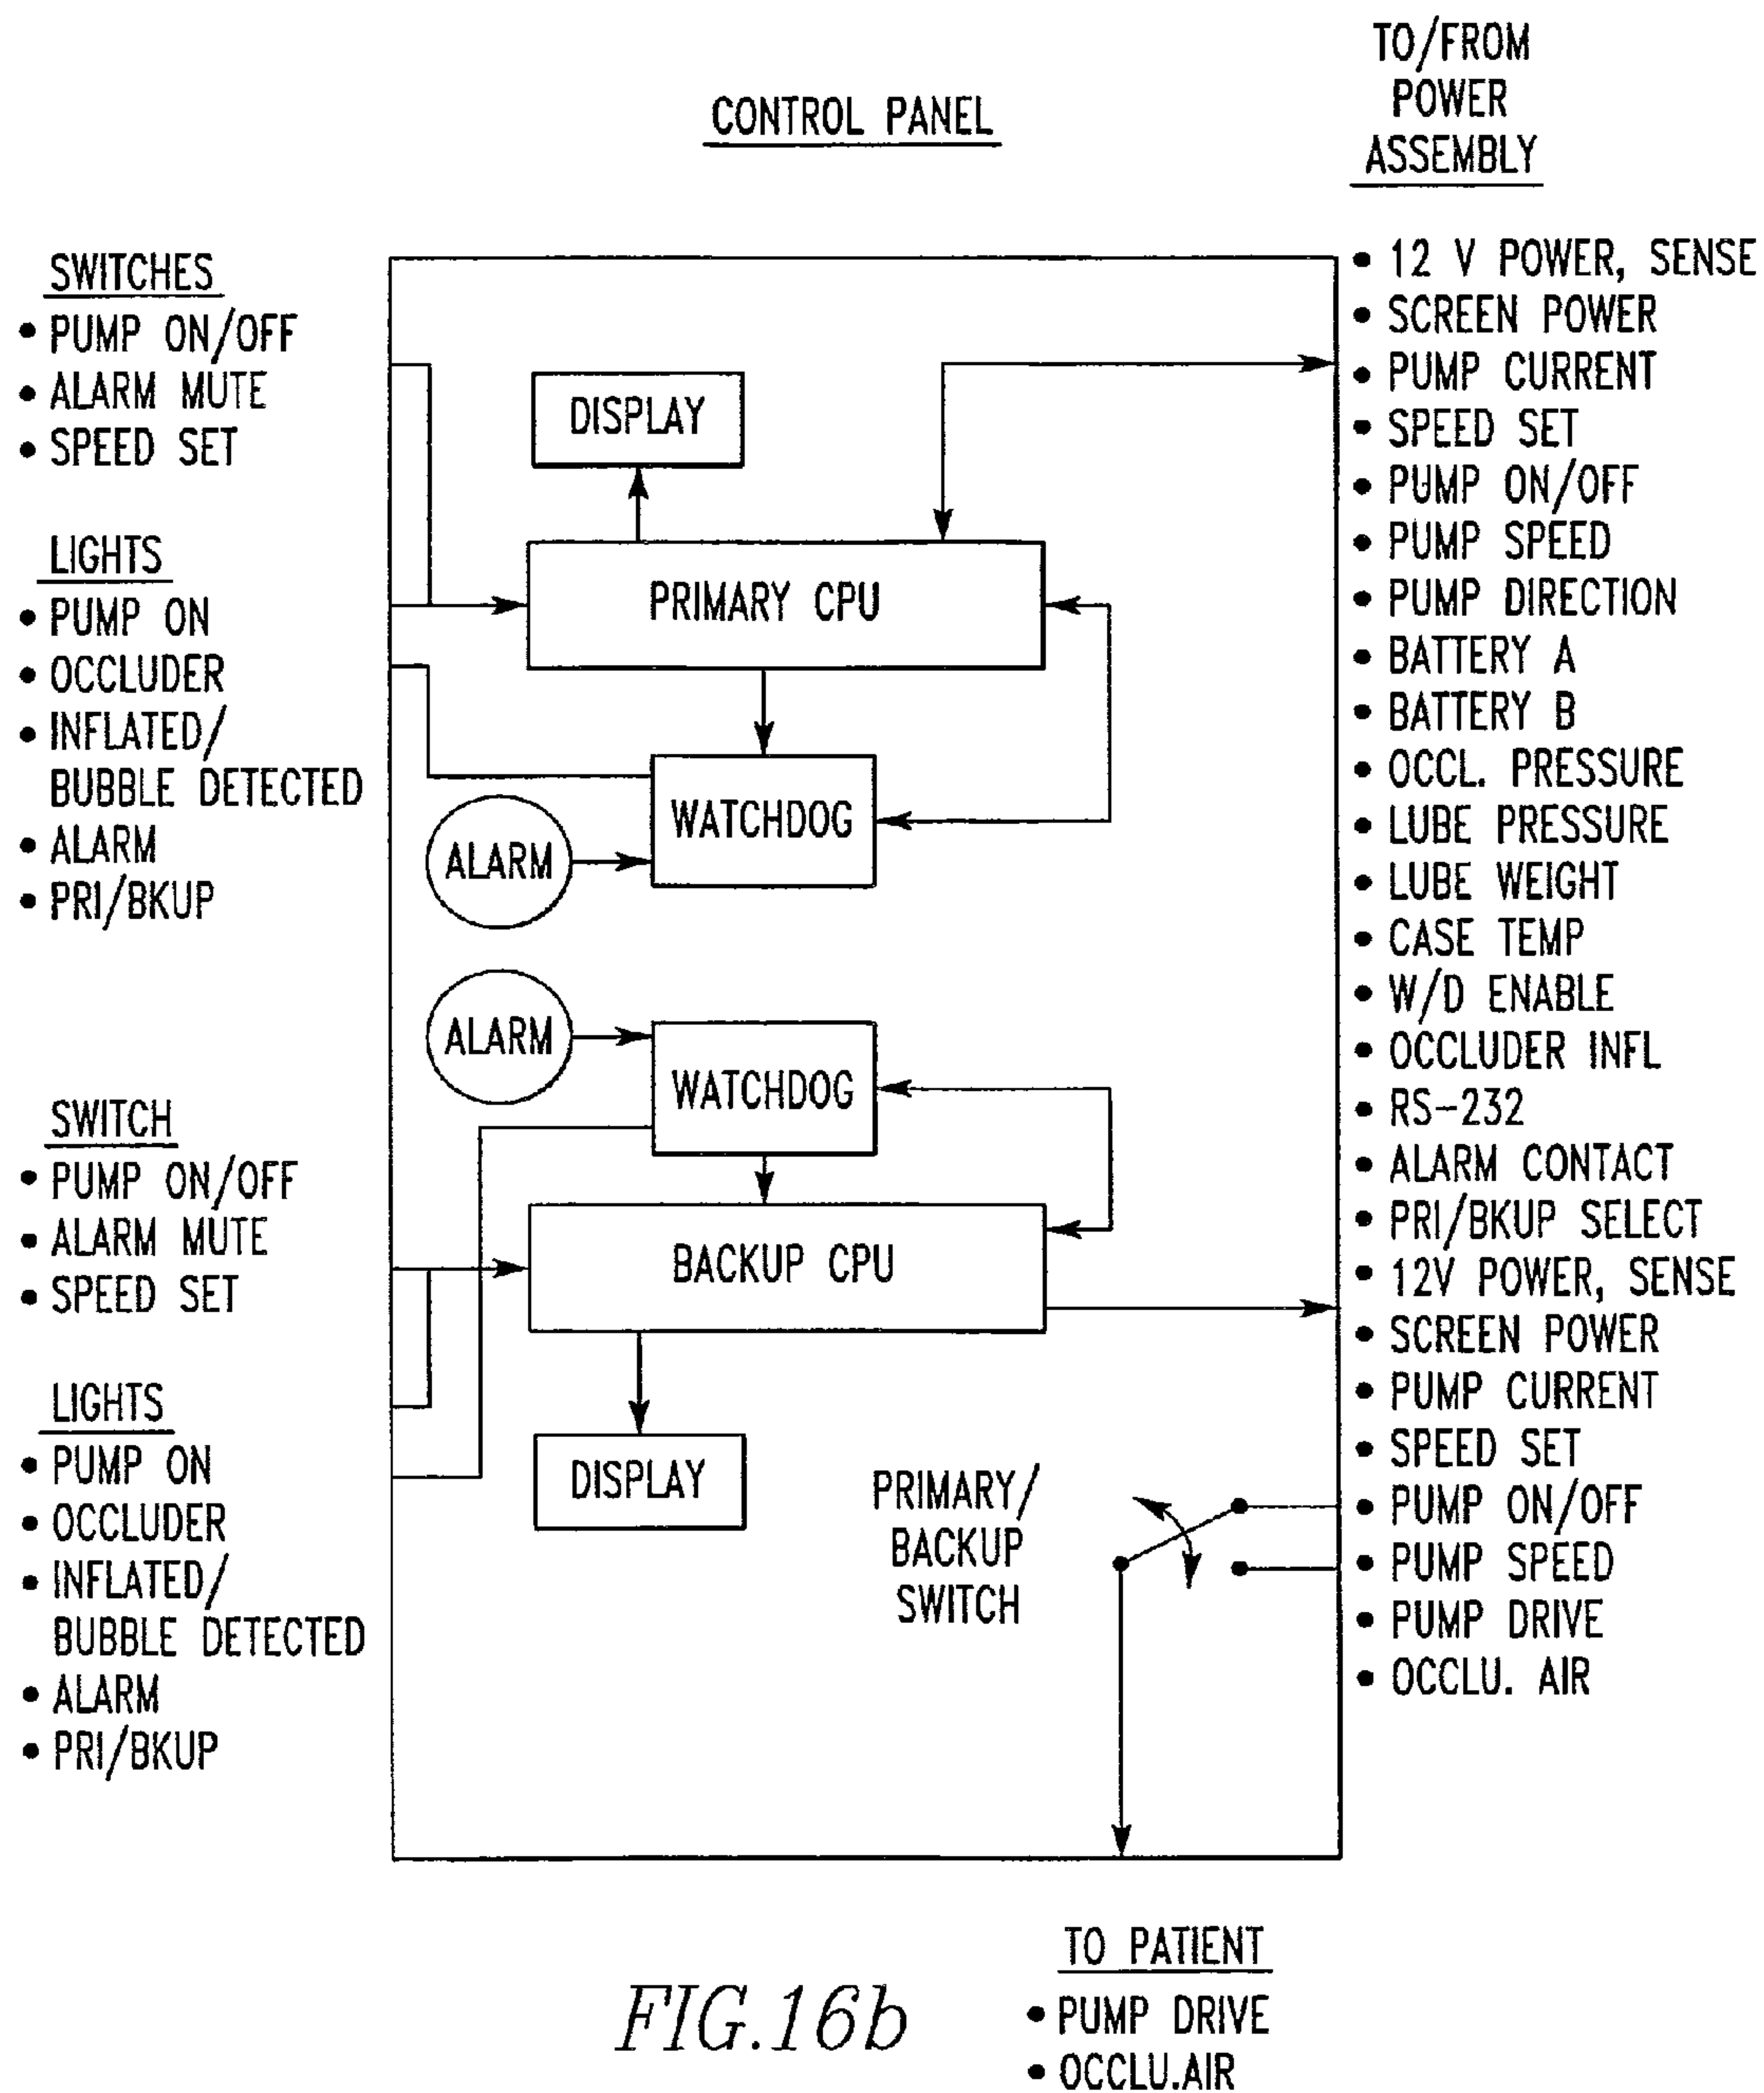 CONTROL PANEL
TO/FROM
POWER
ASSEMBLY
SWITCHES
• PUMP ON/OFF
• ALARM MUTE
• SPEED SET
LIGHTS
• PUMP ON
• OCCLUDER
• INFLATED/
BUBBLE DETECTED
• ALARM
• PRI/BKUP
SWITCH
• PUMP ON/OFF
• ALARM MUTE
• SPEED SET
LIGHTS
• PUMP ON
• OCCLUDER
• INFLATED/
BUBBLE DETECTED
• ALARM
• PRI/BKUP
DISPLAY
PRIMARY CPU
WATCHDOG
ALARM
ALARM
WATCHDOG
BACKUP CPU
DISPLAY
PRIMARY/
BACKUP
SWITCH
• 12 V POWER, SENSE
• SCREEN POWER
• PUMP CURRENT
• SPEED SET
• PUMP ON/OFF
• PUMP SPEED
• PUMP DIRECTION
• BATTERY A
• BATTERY B
• OCCL. PRESSURE
• LUBE PRESSURE
• LUBE WEIGHT
• CASE TEMP
• W/D ENABLE
• OCCLUDER INFL
• RS-232
• ALARM CONTACT
• PRI/BKUP SELECT
• 12V POWER, SENSE
• SCREEN POWER
• PUMP CURRENT
• SPEED SET
• PUMP ON/OFF
• PUMP SPEED
• PUMP DRIVE
• OCCLU. AIR
TO PATIENT
• PUMP DRIVE
• OCCLU.AIR
FIG.16b